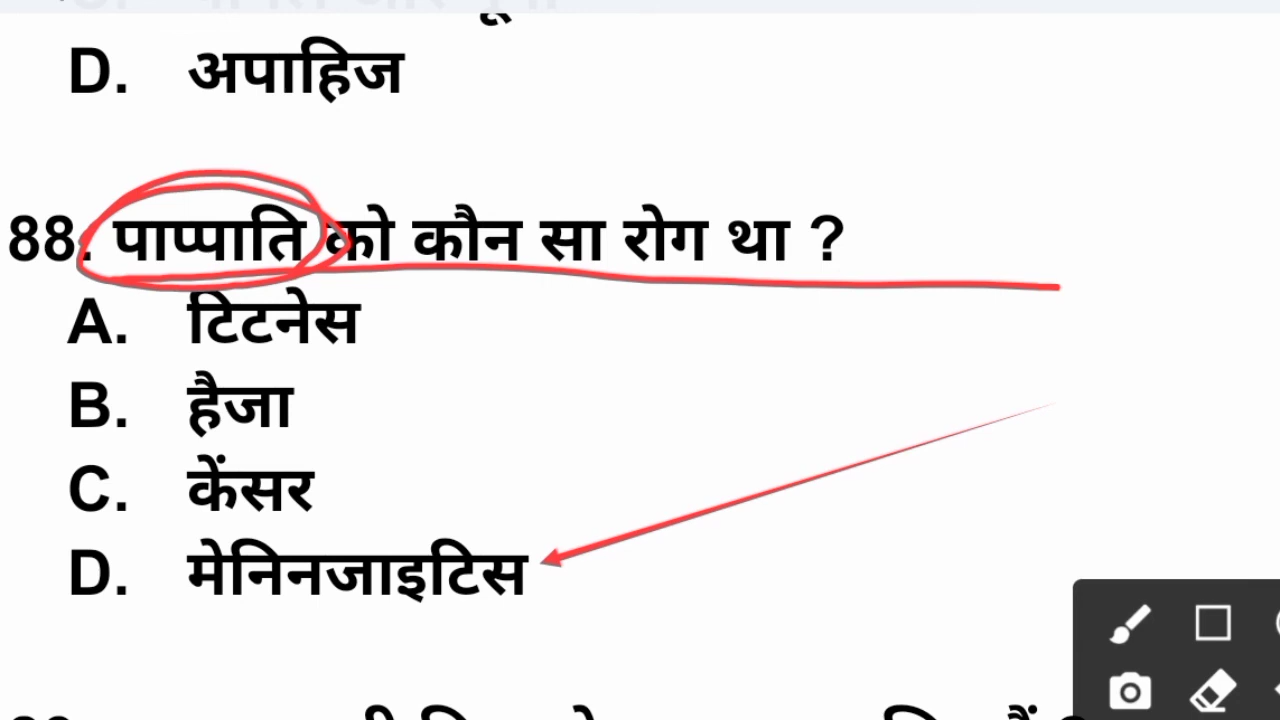 D. अपाहिज
88. पाप्पाति को कौन सा रोग था ?
A. टिटनेस
B. हैजा
C. केंसर
D. मेनिनजाइटिस